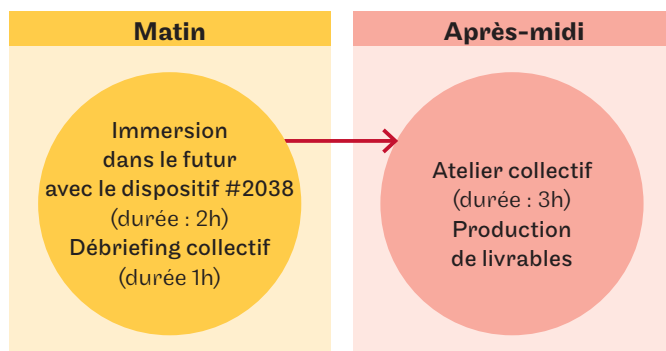 Matin
Immersion
dans le futur
avec le dispositif #2038
(durée : 2h)
Débriefing collectif
(durée 1h)
Après-midi
Atelier collectif
(durée : 3h)
Production
de livrables